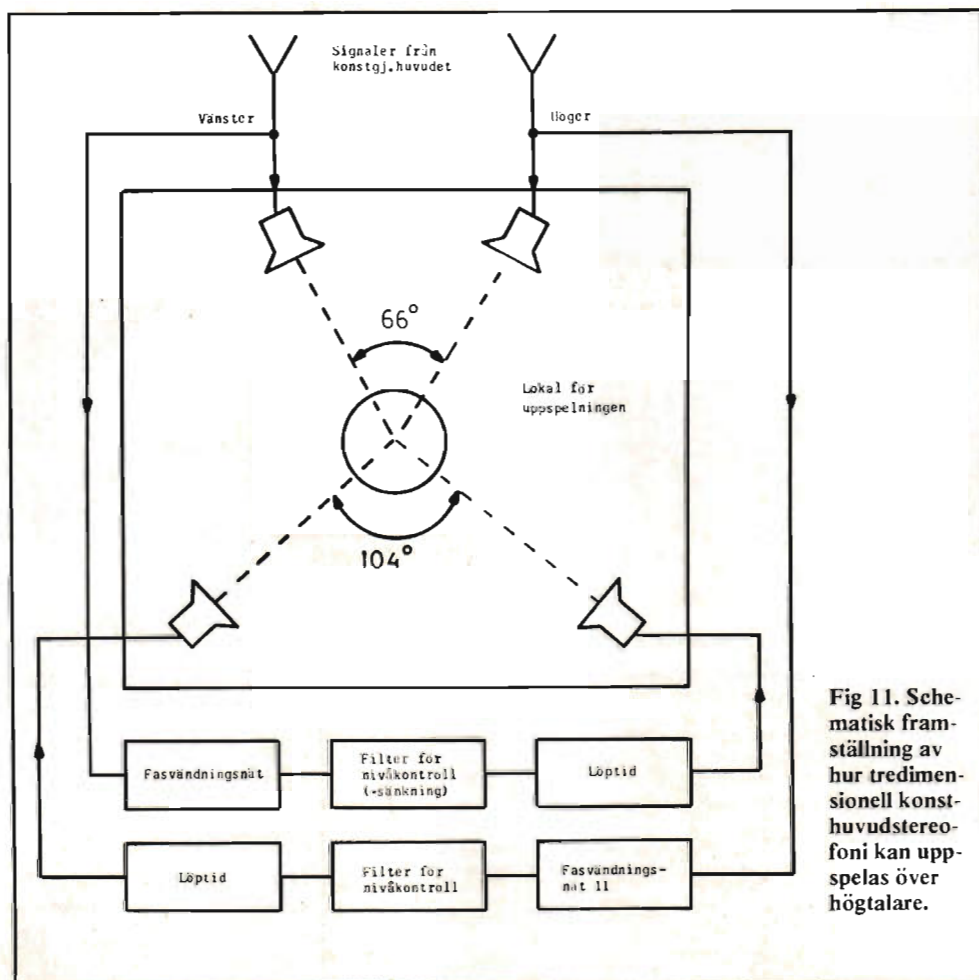 Signaler från
konstgj.huvudet
Vänster
Höger
66°
Lokal för
uppspelningen
104°
Fasvändningsnät
Filter för
nivåkontroll
(-sänkning)
Löptid
Löptid
Filter för
nivåkontroll
Fasvändnings-
nät II
Fig 11. Sche-
matisk fram-
ställning av
hur tredimen-
sionell konst-
huvudstereo-
foni kan upp-
spelas över
högtalare.